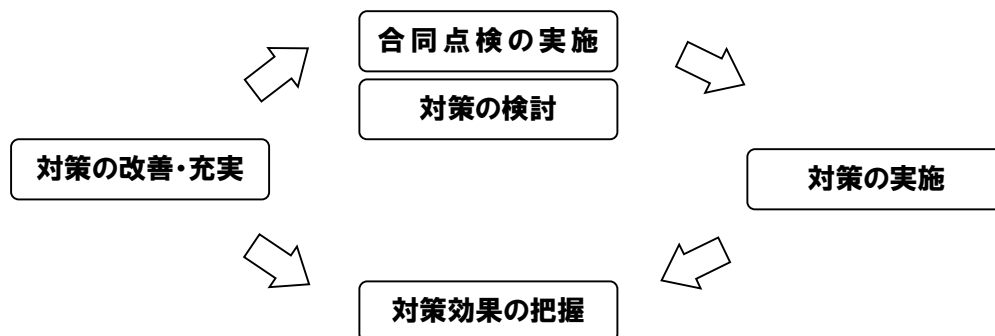 合同点検の実施
対策の検討
対策の改善・充実
対策の実施
対策効果の把握